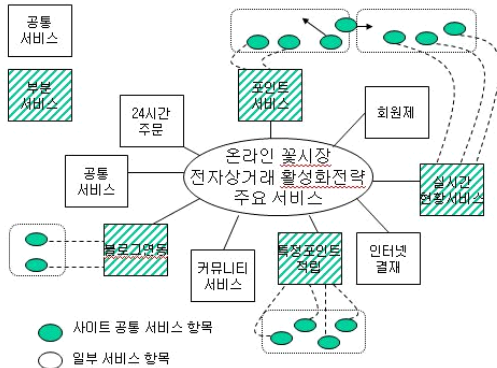 공통
서비스
부분
서비스
포인트
서비스
24시간
주문
회원제
온라인 꽃시장
전자상거래 활성화전략
주요 서비스
공통
서비스
실시간
현황서비스
블로그연동
커뮤니티
서비스
특정포인트
적립
인터넷
결재
사이트 공통 서비스 항목
일부 서비스 항목